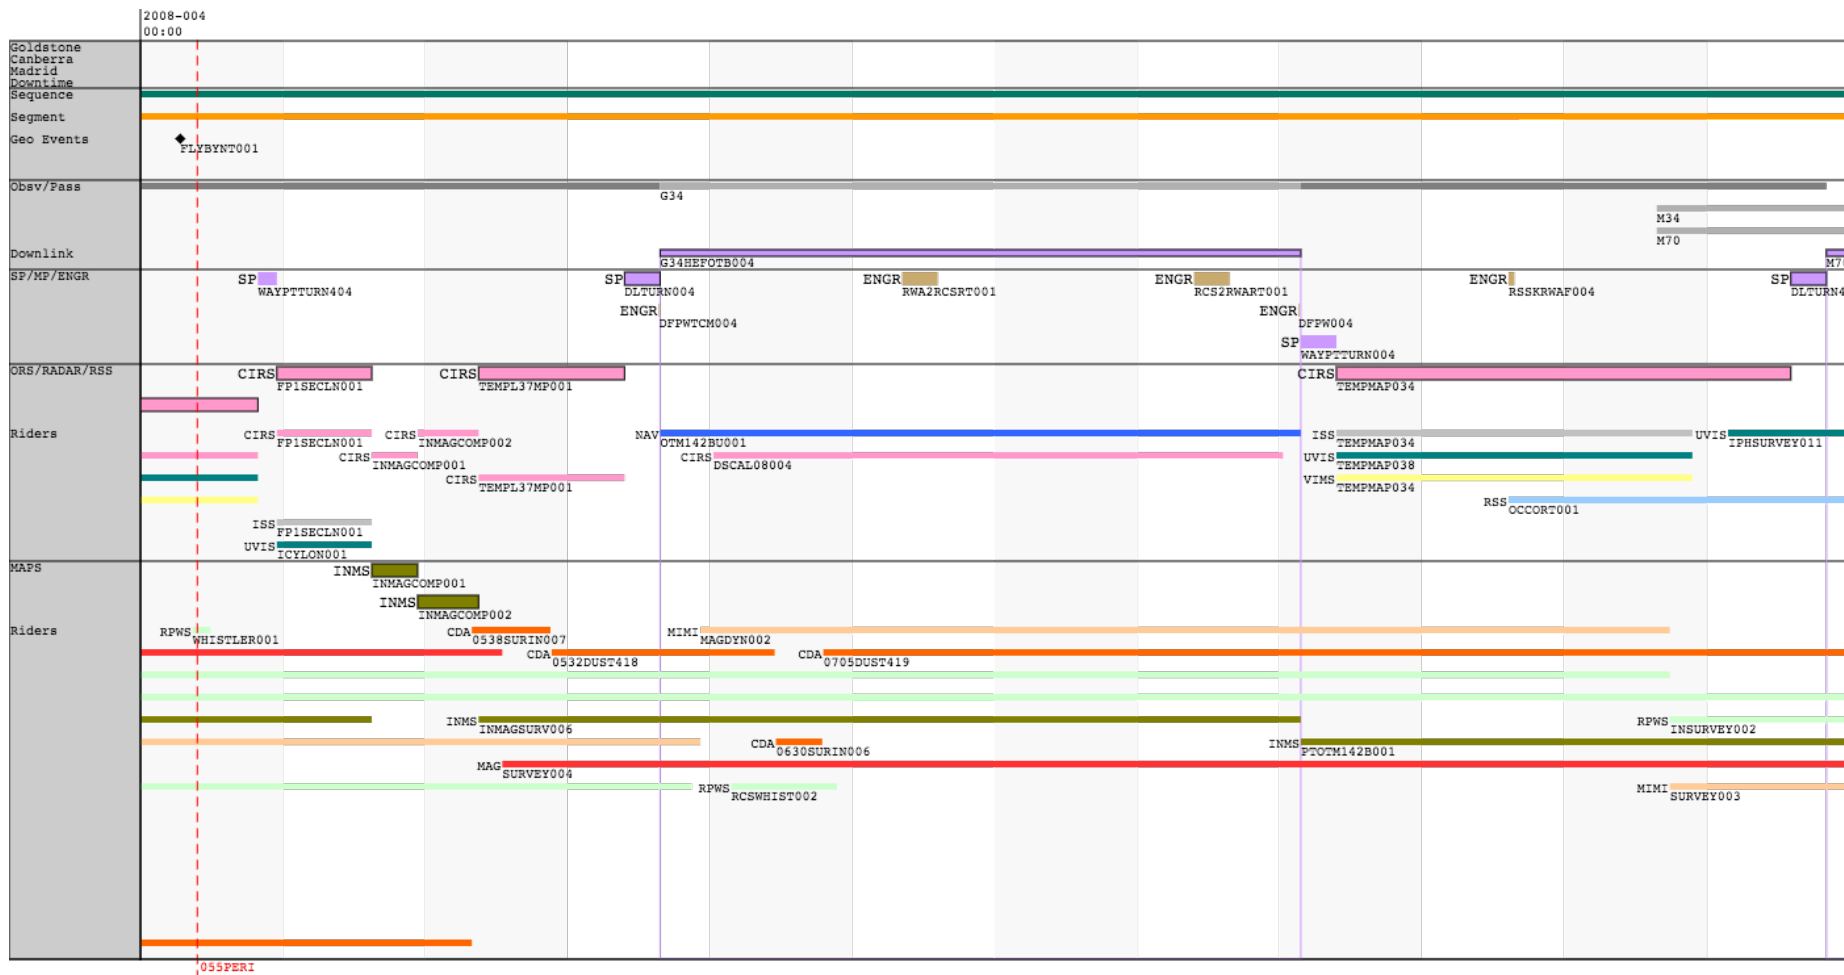 2008-004
00:00
Goldstone
Canberra
Madrid
Downtime
Sequence
Segment
Geo Events
FLYBYNT001
Obsv/Pass
G34
M34
M70
Downlink
G34HEFOTB004
SP/MP/ENGR
SP
WAYPTTURN404
SP
DLTURN004
ENGR
RWA2RCSRT001
ENGR
RCS2RWART001
ENGR
RSSKRWAF004
SP
DLTURN4
ENGR
DFPWTCM004
ENGR
DFPW004
SP
WAYPTTURN004
ORS/RADAR/RSS
CIRS
FP1SECLN001
CIRS
TEMPL37MP001
CIRS
TEMPMAP034
Riders
CIRS
FP1SECLN001
CIRS
INMAGCOMP002
NAV
OTM142BU001
ISS
TEMPMAP034
UVIS
IPHSURVEY011
CIRS
INMAGCOMP001
CIRS
DSCAL08004
UVIS
TEMPMAP038
CIRS
TEMPL37MP001
VIMS
TEMPMAP034
RSS
OCCORT001
ISS
FP1SECLN001
UVIS
ICYLON001
MAPS
INMS
INMAGCOMP001
INMS
INMAGCOMP002
Riders
RPWS
WHISTLER001
CDA
0538SURIN007
MIMI
MAGDYN002
CDA
0532DUST418
CDA
0705DUST419
INMS
INMAGSURV006
RPWS
INSURVEY002
CDA
0630SURIN006
INMS
PTOTM142B001
MAG
SURVEY004
RPWS
RCSWHIST002
MIMI
SURVEY003
055PERI